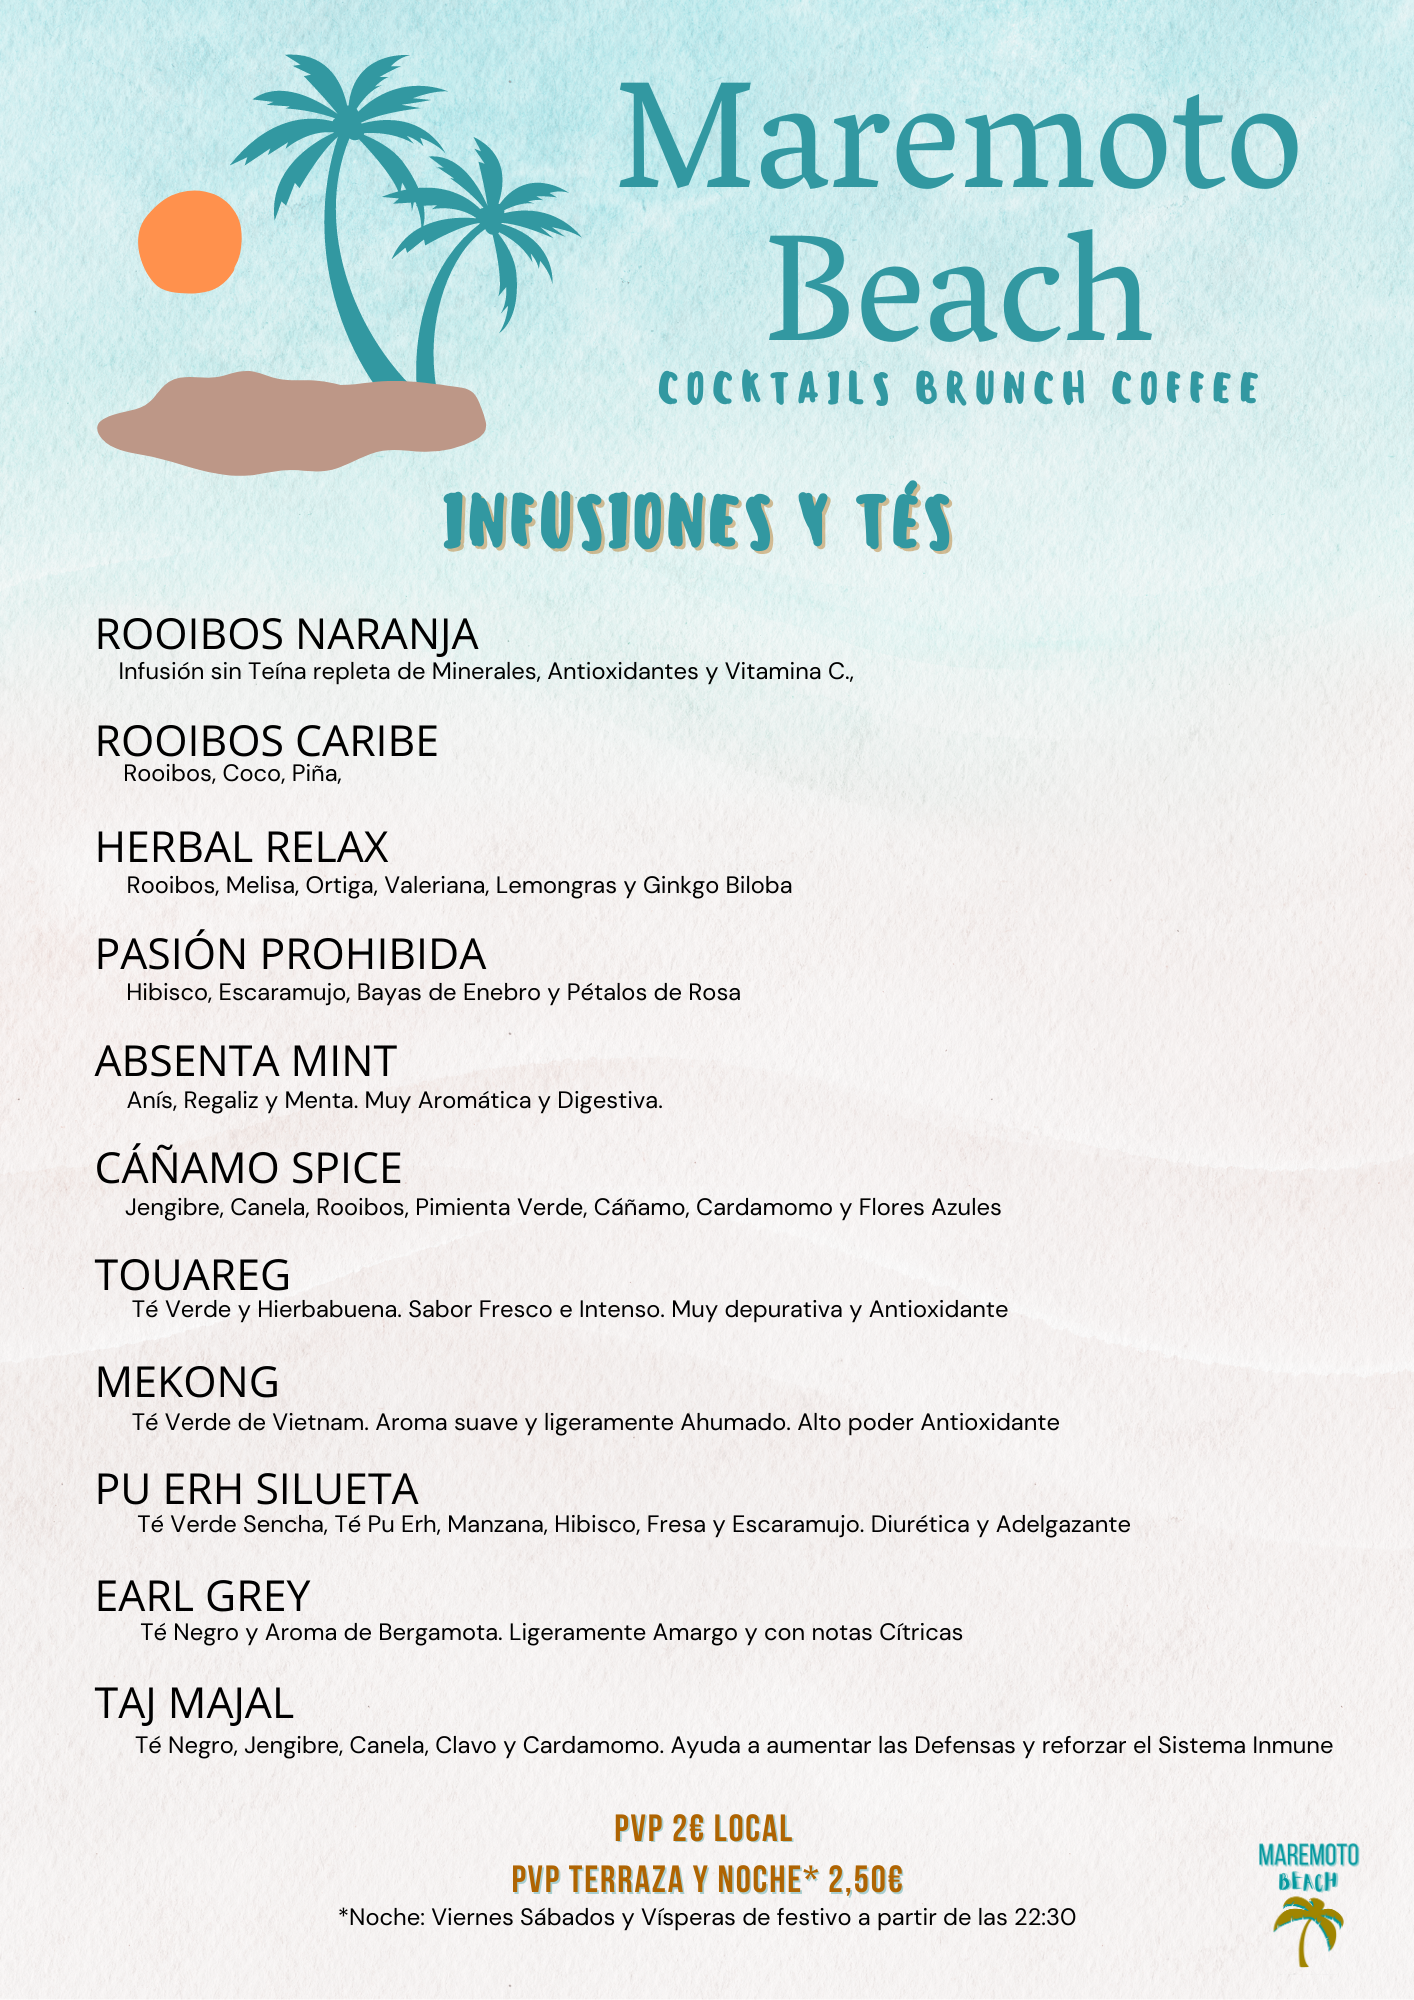 Maremoto
Beach
COCKTAILS BRUNCH COFFEE
INFUSIONES Y TÉS
ROOIBOS NARANJA
Infusión sin Teína repleta de Minerales, Antioxidantes y Vitamina C.,
ROOIBOS CARIBE
Rooibos, Coco, Piña,
HERBAL RELAX
Rooibos, Melisa, Ortiga, Valeriana, Lemongras y Ginkgo Biloba
PASIÓN PROHIBIDA
Hibisco, Escaramujo, Bayas de Enebro y Pétalos de Rosa
ABSENTA MINT
Anís, Regaliz y Menta. Muy Aromática y Digestiva.
CÁÑAMO SPICE
Jengibre, Canela, Rooibos, Pimienta Verde, Cáñamo, Cardamomo y Flores Azules
TOUAREG
Té Verde y Hierbabuena. Sabor Fresco e Intenso. Muy depurativa y Antioxidante
MEKONG
Té Verde de Vietnam. Aroma suave y ligeramente Ahumado. Alto poder Antioxidante
PU ERH SILUETA
Té Verde Sencha, Té Pu Erh, Manzana, Hibisco, Fresa y Escaramujo. Diurética y Adelgazante
EARL GREY
Té Negro y Aroma de Bergamota. Ligeramente Amargo y con notas Cítricas
TAJ MAJAL
Té Negro, Jengibre, Canela, Clavo y Cardamomo. Ayuda a aumentar las Defensas y reforzar el Sistema Inmune
PVP 2€ LOCAL
PVP TERRAZA Y NOCHE* 2,50€
*Noche: Viernes Sábados y Vísperas de festivo a partir de las 22:30
MAREMOTO
BEACH